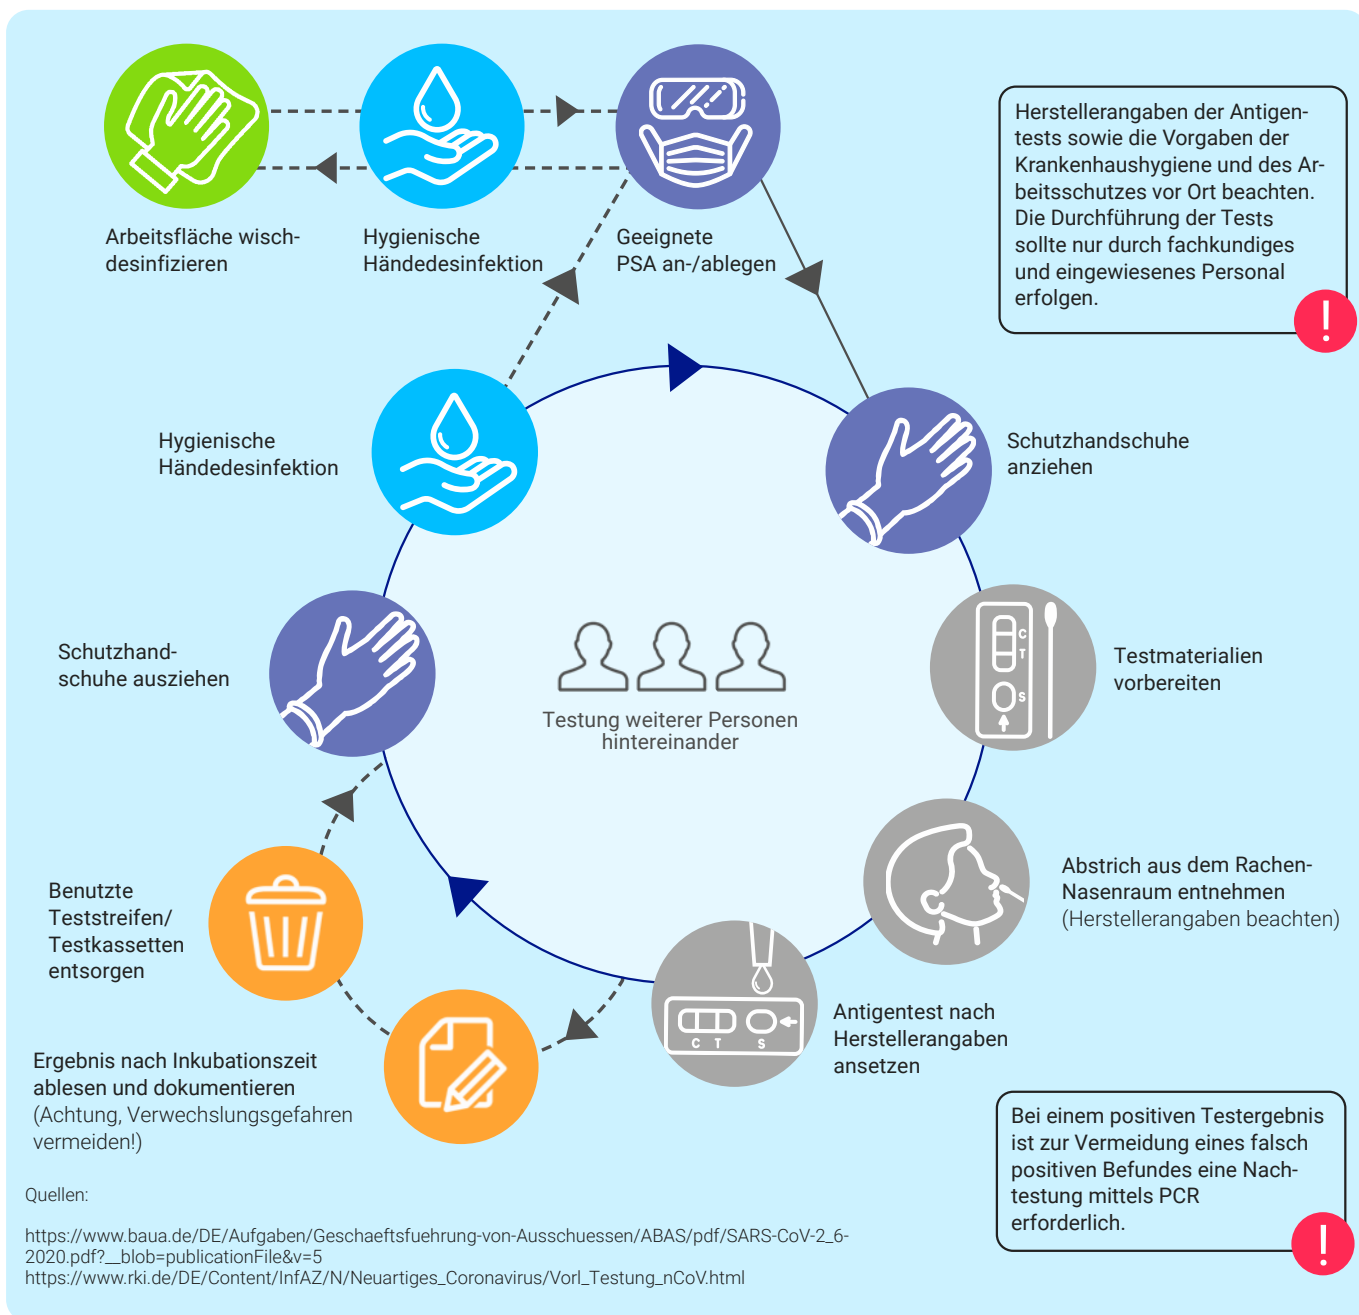 Arbeitsfläche wisch-
desinfizieren
Hygienische
Händedesinfektion
Geeignete
PSA an-/ablegen
Herstellerangaben der Antigen-
tests sowie die Vorgaben der
Krankenhaushygiene und des Ar-
beitsschutzes vor Ort beachten.
Die Durchführung der Tests
sollte nur durch fachkundiges
und eingewiesenes Personal
erfolgen.
!
Hygienische
Händedesinfektion
Schutzhandschuhe
anziehen
C
T
S
Testmaterialien
vorbereiten
Schutzhand-
schuhe ausziehen
Testung weiterer Personen
hintereinander
Abstrich aus dem Rachen-
Nasenraum entnehmen
(Herstellerangaben beachten)
Benutzte
Teststreifen/
Testkassetten
entsorgen
C T S
Antigentest nach
Herstellerangaben
ansetzen
Ergebnis nach Inkubationszeit
ablesen und dokumentieren
(Achtung, Verwechslungsgefahren
vermeiden!)
Bei einem positiven Testergebnis
ist zur Vermeidung eines falsch
positiven Befundes eine Nach-
testung mittels PCR
erforderlich.
!
Quellen:
https://www.baua.de/DE/Aufgaben/Geschaeftsfuehrung-von-Ausschuessen/ABAS/pdf/SARS-CoV-2_6-
2020.pdf?__blob=publicationFile&v=5
https://www.rki.de/DE/Content/InfAZ/N/Neuartiges_Coronavirus/Vorl_Testung_nCoV.html